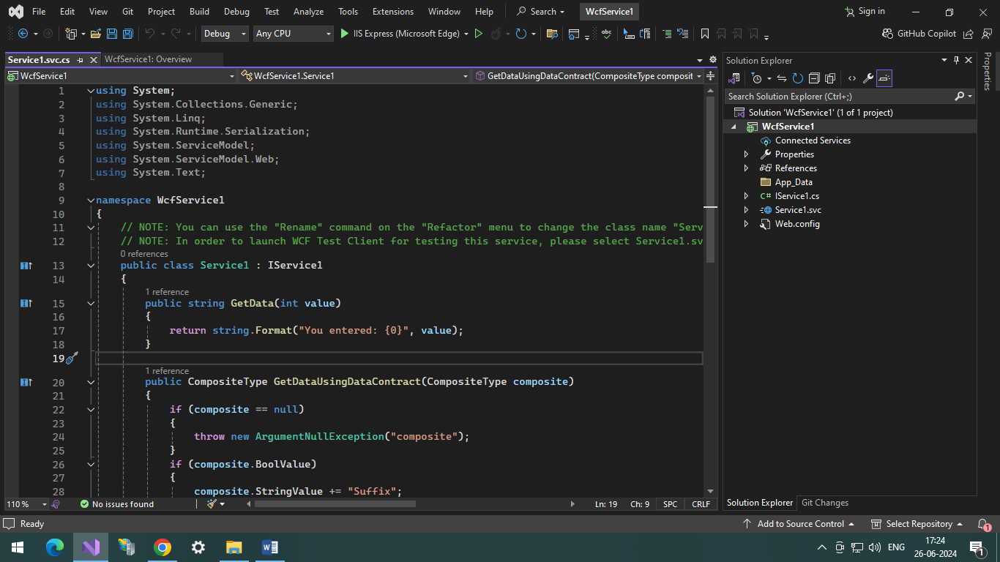 File Edit View Git Project Build Debug Test Analyze Tools Extensions Window Help Search WcfService1 Sign in
Debug Any CPU IIS Express (Microsoft Edge) GitHub Copilot
Service1.svc.cs WcfService1: Overview
WcfService1 WcfService1.Service1 GetDataUsingDataContract(CompositeType composit
1 using System;
2 using System.Collections.Generic;
3 using System.Linq;
4 using System.Runtime.Serialization;
5 using System.ServiceModel;
6 using System.ServiceModel.Web;
7 using System.Text;
8
9 namespace WcfService1
10 {
11 // NOTE: You can use the "Rename" command on the "Refactor" menu to change the class name "Serv
12 // NOTE: In order to launch WCF Test Client for testing this service, please select Service1.sv
0 references
13 public class Service1 : IService1
14 {
1 reference
15 public string GetData(int value)
16 {
17 return string.Format("You entered: {0}", value);
18 }
19
1 reference
20 public CompositeType GetDataUsingDataContract(CompositeType composite)
21 {
22 if (composite == null)
23 {
24 throw new ArgumentNullException("composite");
25 }
26 if (composite.BoolValue)
27 {
28 composite.StringValue += "Suffix";
110 % No issues found Ln: 19 Ch: 9 SPC CRLF
Solution Explorer
Search Solution Explorer (Ctrl+;)
Solution 'WcfService1' (1 of 1 project)
WcfService1
Connected Services
Properties
References
App_Data
C# IService1.cs
Service1.svc
Web.config
Solution Explorer Git Changes
Properties
Ready Add to Source Control Select Repository 1
ENG 17:24
26-06-2024 1